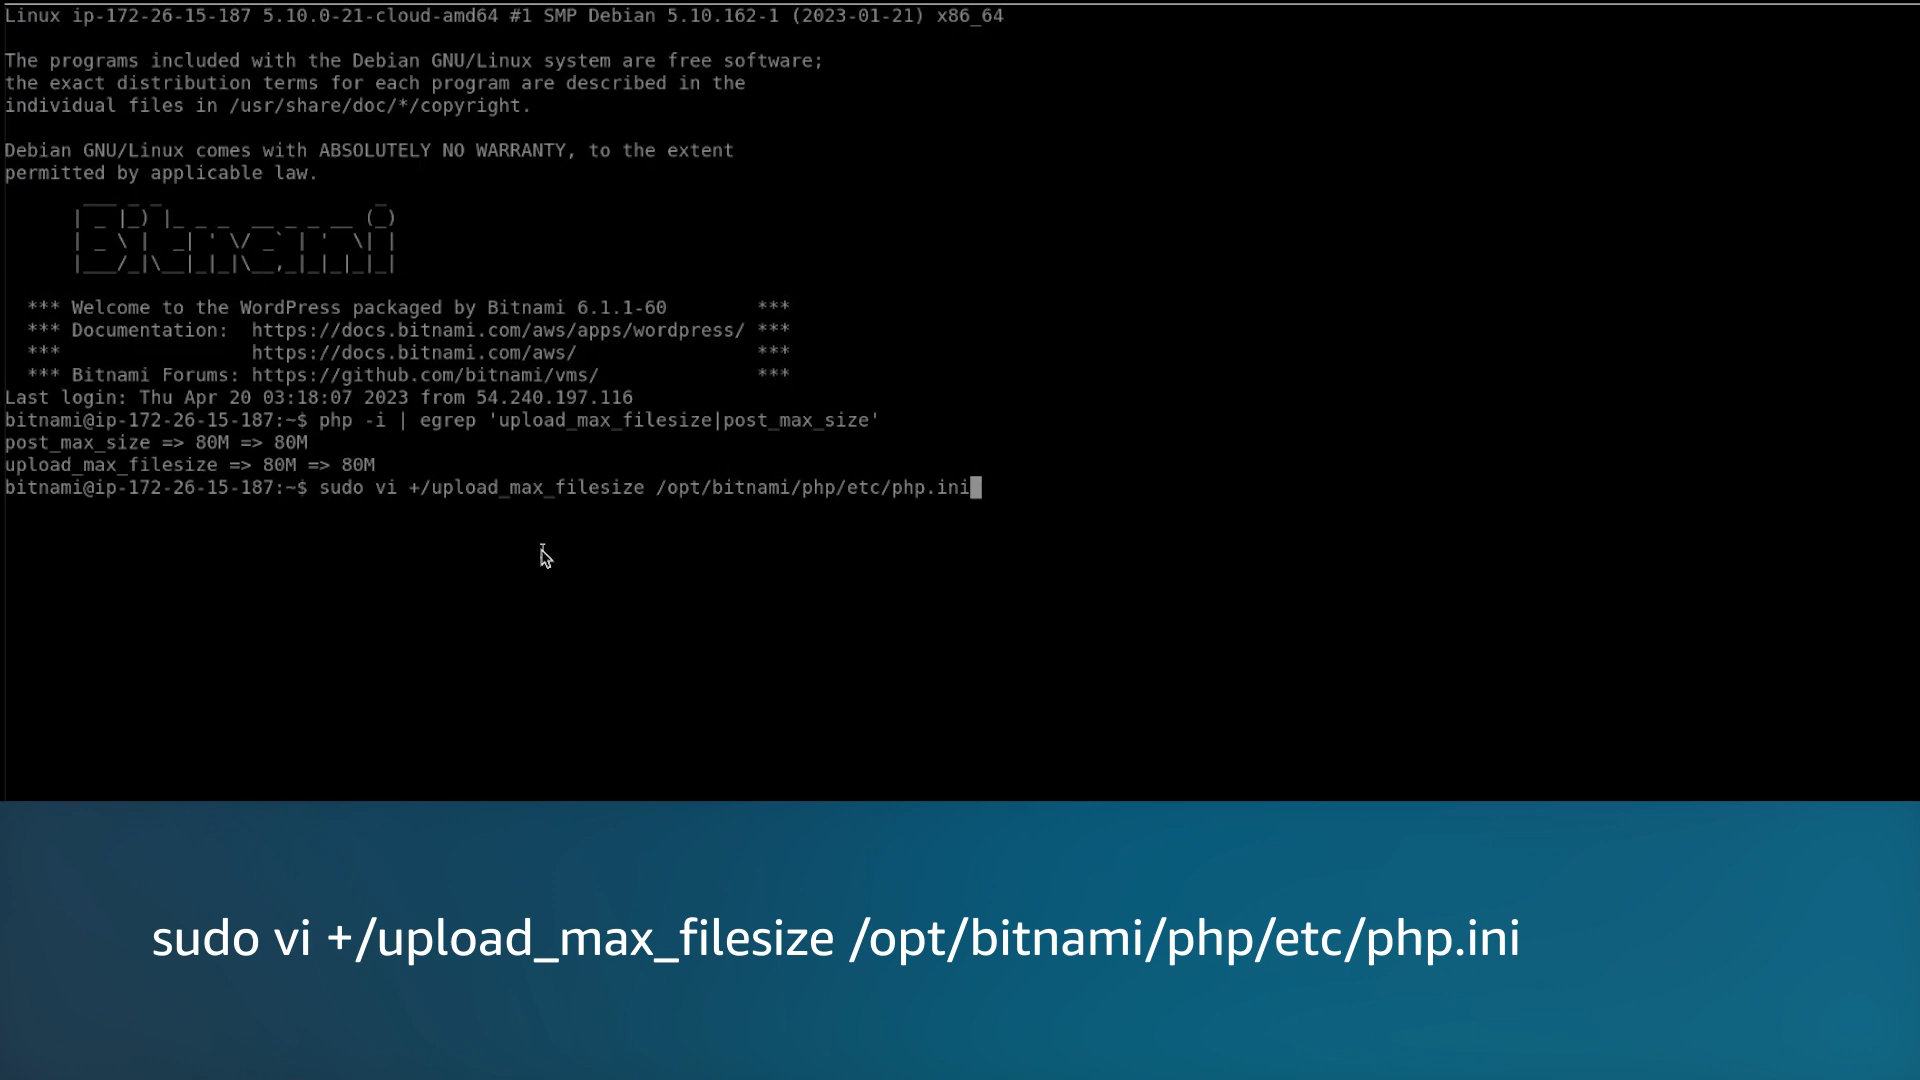 Linux ip-172-26-15-187 5.10.0-21-cloud-amd64 #1 SMP Debian 5.10.162-1 (2023-01-21) x86_64
The programs included with the Debian GNU/Linux system are free software;
the exact distribution terms for each program are described in the
individual files in /usr/share/doc/*/copyright.
Debian GNU/Linux comes with ABSOLUTELY NO WARRANTY, to the extent
permitted by applicable law.
Bitnami
*** Welcome to the WordPress packaged by Bitnami 6.1.1-60 ***
*** Documentation: https://docs.bitnami.com/aws/apps/wordpress/ ***
*** https://docs.bitnami.com/aws/ ***
*** Bitnami Forums: https://github.com/bitnami/vms/ ***
Last login: Thu Apr 20 03:18:07 2023 from 54.240.197.116
bitnami@ip-172-26-15-187:~$ php -i | egrep 'upload_max_filesize|post_max_size'
post_max_size => 80M => 80M
upload_max_filesize => 80M => 80M
bitnami@ip-172-26-15-187:~$ sudo vi +/upload_max_filesize /opt/bitnami/php/etc/php.ini
sudo vi +/upload_max_filesize /opt/bitnami/php/etc/php.ini